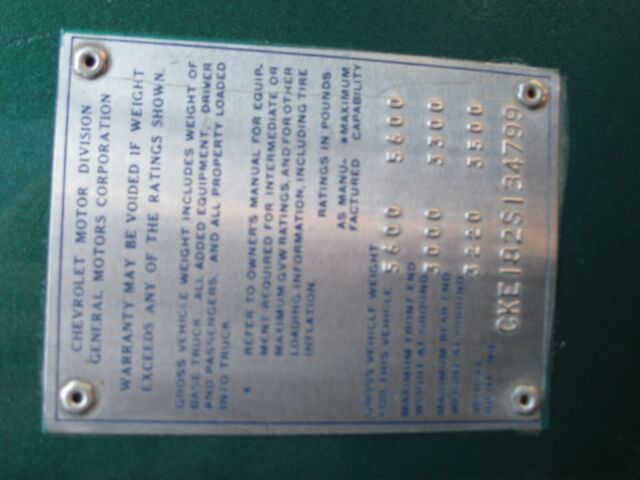 CHEVROLET MOTOR DIVISION
GENERAL MOTORS CORPORATION
WARRANTY MAY BE VOIDED IF WEIGHT
EXCEEDS ANY OF THE RATINGS SHOWN.
GROSS VEHICLE WEIGHT INCLUDES WEIGHT OF
BASE TRUCK, ALL ADDED EQUIPMENT, DRIVER
AND PASSENGERS, AND ALL PROPERTY LOADED
INTO TRUCK
* REFER TO OWNER'S MANUAL FOR EQUIP-
MENT REQUIRED FOR INTERMEDIATE OR
MAXIMUM GVW RATINGS, AND FOR OTHER
LOADING INFORMATION, INCLUDING TIRE
INFLATION.
RATINGS IN POUNDS
AS MANU- *MAXIMUM
FACTURED CAPABILITY
GROSS VEHICLE WEIGHT
FOR THIS VEHICLE 5600 5600
MAXIMUM FRONT END
WEIGHT AT GROUND 3000 3300
MAXIMUM REAR END
WEIGHT AT GROUND 3220 3500
VEHICLE
CKE182S134799